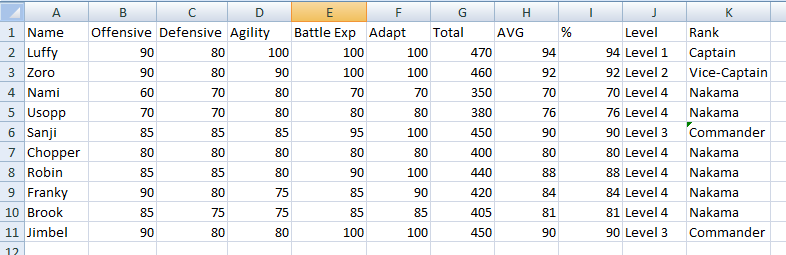 A B C D E F G H I J K
1 Name Offensive Defensive Agility Battle Exp Adapt Total AVG % Level Rank
2 Luffy 90 80 100 100 100 470 94 94 Level 1 Captain
3 Zoro 90 80 90 100 100 460 92 92 Level 2 Vice-Captain
4 Nami 60 70 80 70 70 350 70 70 Level 4 Nakama
5 Usopp 70 70 80 80 80 380 76 76 Level 4 Nakama
6 Sanji 85 85 85 95 100 450 90 90 Level 3 Commander
7 Chopper 80 80 80 80 80 400 80 80 Level 4 Nakama
8 Robin 85 85 80 90 100 440 88 88 Level 4 Nakama
9 Franky 90 80 75 85 90 420 84 84 Level 4 Nakama
10 Brook 85 75 75 85 85 405 81 81 Level 4 Nakama
11 Jimbel 90 80 80 100 100 450 90 90 Level 3 Commander
12